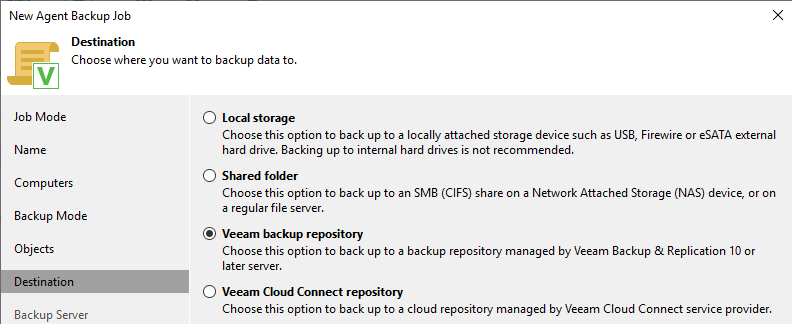 New Agent Backup Job
Destination
Choose where you want to backup data to.
V
Job Mode
Name
Computers
Backup Mode
Objects
Destination
Backup Server
Local storage
Choose this option to back up to a locally attached storage device such as USB, Firewire or eSATA external
hard drive. Backing up to internal hard drives is not recommended.
Shared folder
Choose this option to back up to an SMB (CIFS) share on a Network Attached Storage (NAS) device, or on
a regular file server.
Veeam backup repository
Choose this option to back up to a backup repository managed by Veeam Backup & Replication 10 or
later server.
Veeam Cloud Connect repository
Choose this option to back up to a cloud repository managed by Veeam Cloud Connect service provider.